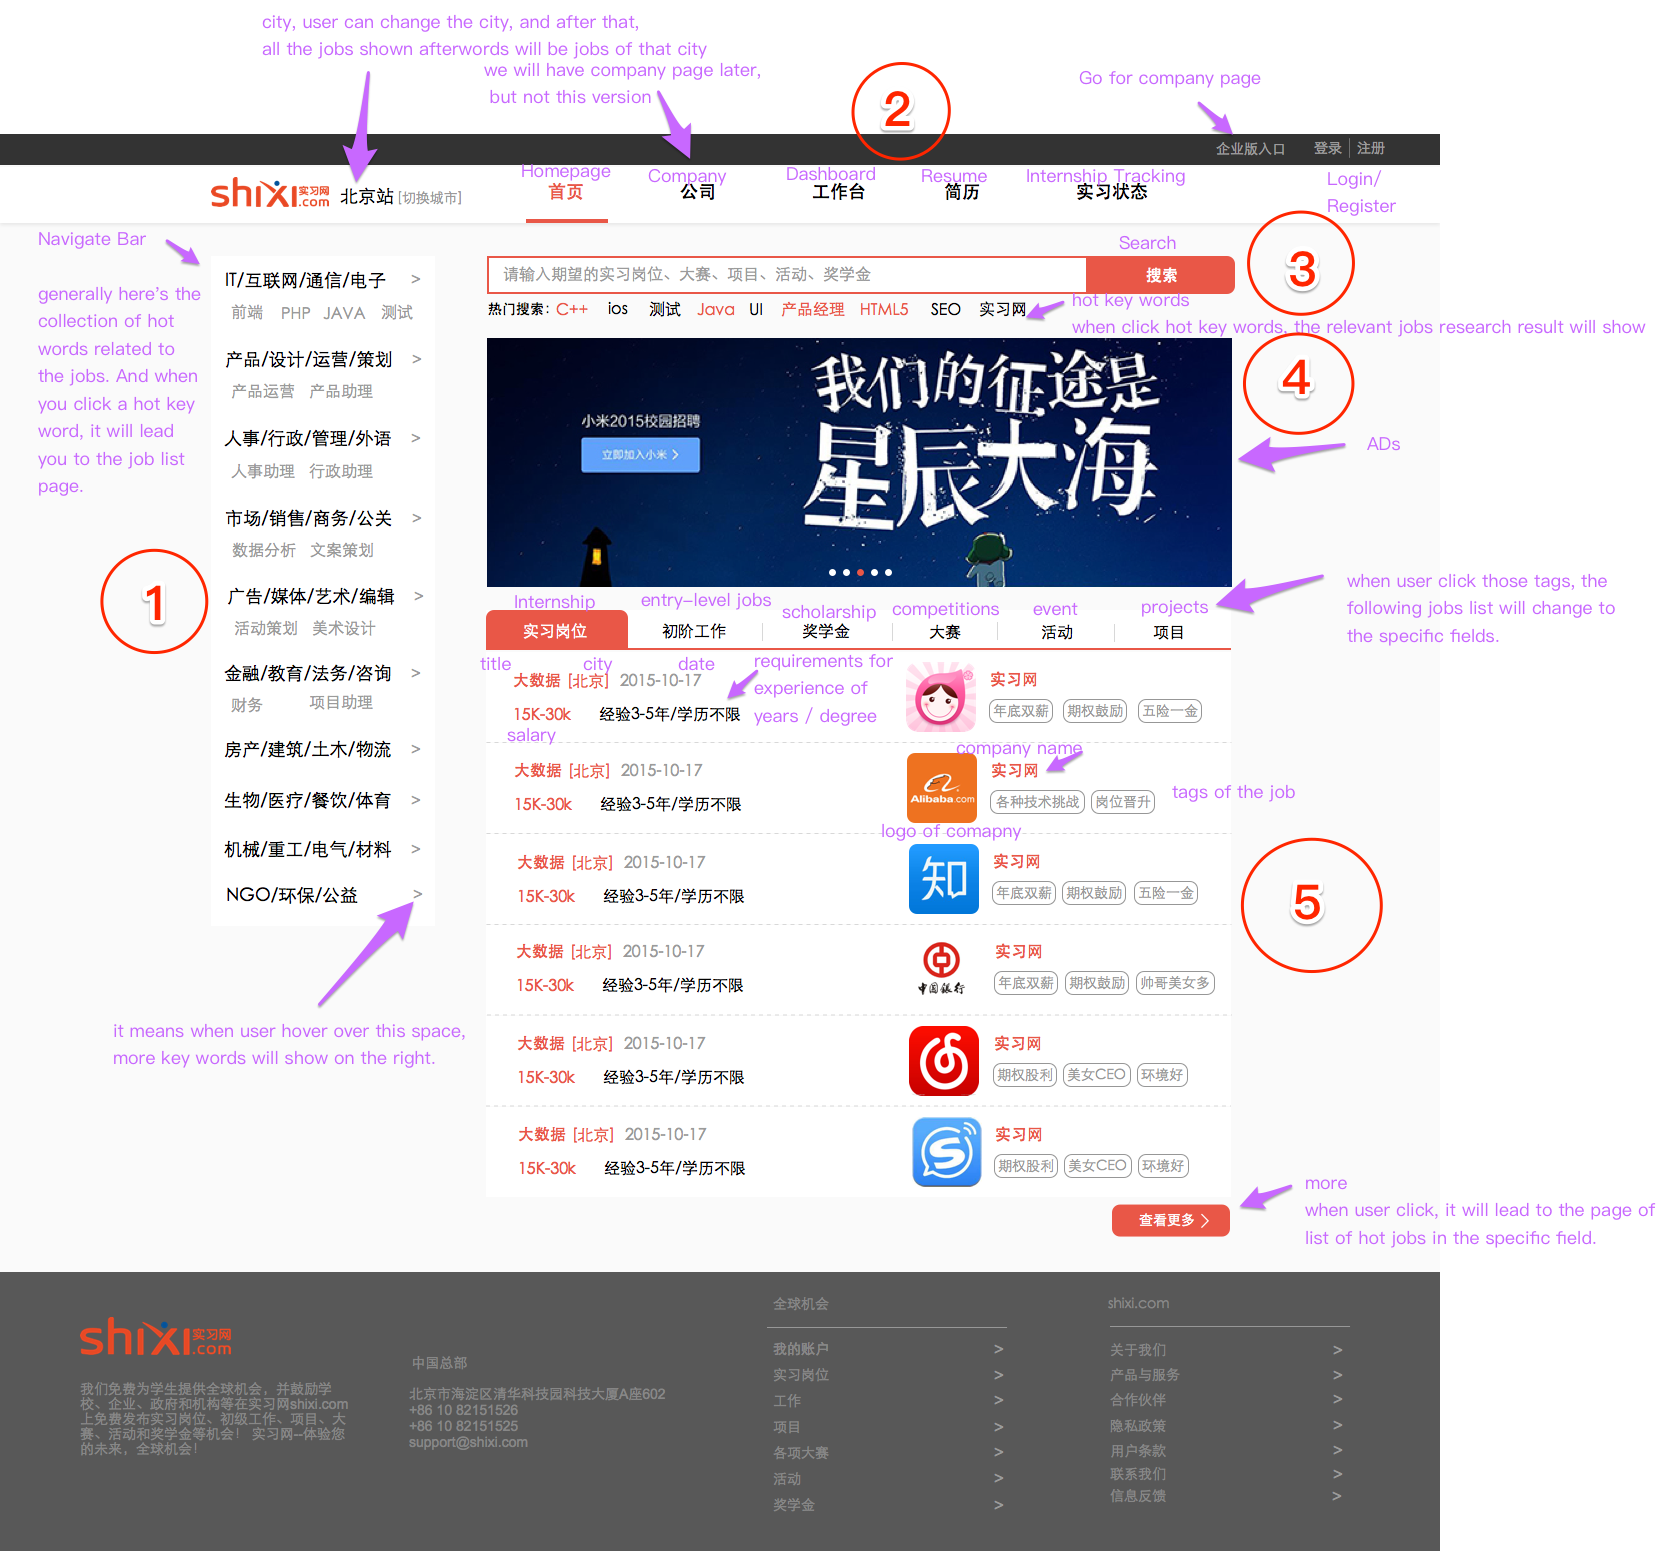 city, user can change the city, and after that,
all the jobs shown afterwords will be jobs of that city
we will have company page later,
but not this version
2
Go for company page
企业版入口 登录 注册
shixi实习网.com 北京站 [切换城市]
Homepage Company Dashboard Resume Internship Tracking
首页 公司 工作台 简历 实习状态
Login/
Register
Navigate Bar
generally here's the
collection of hot
words related to
the jobs. And when
you click a hot key
word, it will lead
you to the job list
page.
1
IT/互联网/通信/电子 >
前端 PHP JAVA 测试
产品/设计/运营/策划 >
产品运营 产品助理
人事/行政/管理/外语 >
人事助理 行政助理
市场/销售/商务/公关 >
数据分析 文案策划
广告/媒体/艺术/编辑 >
活动策划 美术设计
金融/教育/法务/咨询 >
财务 项目助理
房产/建筑/土木/物流 >
生物/医疗/餐饮/体育 >
机械/重工/电气/材料 >
NGO/环保/公益 >
it means when user hover over this space,
more key words will show on the right.
Search
请输入期望的实习岗位、大赛、项目、活动、奖学金 搜索
3
热门搜索: C++ ios 测试 Java UI 产品经理 HTML5 SEO 实习网
hot key words
when click hot key words, the relevant jobs research result will show
4
我们的征途是
星辰大海
小米2015校园招聘
立即加入小米 >
ADs
when user click those tags, the
following jobs list will change to
the specific fields.
Internship entry-level jobs scholarship competitions event projects
实习岗位 初阶工作 奖学金 大赛 活动 项目
title city date
requirements for
experience of
years / degree
大数据 [北京] 2015-10-17 实习网
15K-30k 经验3-5年/学历不限 年底双薪 期权鼓励 五险一金
salary
company name
大数据 [北京] 2015-10-17 Alibaba.com 实习网
15K-30k 经验3-5年/学历不限 各种技术挑战 岗位晋升
tags of the job
logo of comapny
大数据 [北京] 2015-10-17 知 实习网
15K-30k 经验3-5年/学历不限 年底双薪 期权鼓励 五险一金
5
大数据 [北京] 2015-10-17 中国银行 实习网
15K-30k 经验3-5年/学历不限 年底双薪 期权鼓励 帅哥美女多
大数据 [北京] 2015-10-17 实习网
15K-30k 经验3-5年/学历不限 期权股利 美女CEO 环境好
大数据 [北京] 2015-10-17 S 实习网
15K-30k 经验3-5年/学历不限 期权股利 美女CEO 环境好
查看更多 >
more
when user click, it will lead to the page of
list of hot jobs in the specific field.
shixi实习网.com
我们免费为学生提供全球机会，并鼓励学
校、企业、政府和机构等在实习网shixi.com
上免费发布实习岗位、初级工作、项目、大
赛、活动和奖学金等机会！ 实习网--体验您
的未来，全球机会！
中国总部
北京市海淀区清华科技园科技大厦A座602
+86 10 82151526
+86 10 82151525
support@shixi.com
全球机会
我的账户 >
实习岗位 >
工作 >
项目 >
各项大赛 >
活动 >
奖学金 >
shixi.com
关于我们 >
产品与服务 >
合作伙伴 >
隐私政策 >
用户条款 >
联系我们 >
信息反馈 >